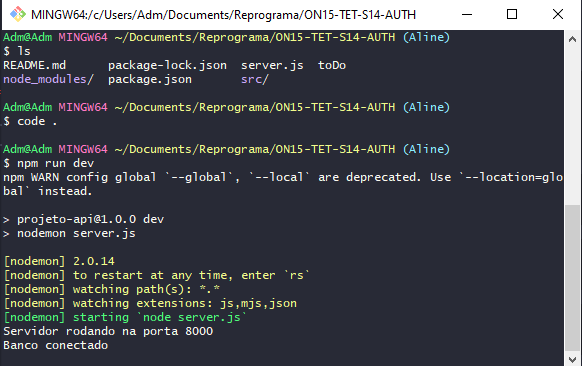 MINGW64:/c/Users/Adm/Documents/Reprograma/ON15-TET-S14-AUTH
Adm@Adm MINGW64 ~/Documents/Reprograma/ON15-TET-S14-AUTH (Aline)
$ ls
README.md package-lock.json server.js toDo
node_modules/ package.json src/
Adm@Adm MINGW64 ~/Documents/Reprograma/ON15-TET-S14-AUTH (Aline)
$ code .
Adm@Adm MINGW64 ~/Documents/Reprograma/ON15-TET-S14-AUTH (Aline)
$ npm run dev
npm WARN config global `--global`, `--local` are deprecated. Use `--location=glo
bal` instead.
> projeto-api@1.0.0 dev
> nodemon server.js
[nodemon] 2.0.14
[nodemon] to restart at any time, enter `rs`
[nodemon] watching path(s): *.*
[nodemon] watching extensions: js,mjs,json
[nodemon] starting `node server.js`
Servidor rodando na porta 8000
Banco conectado